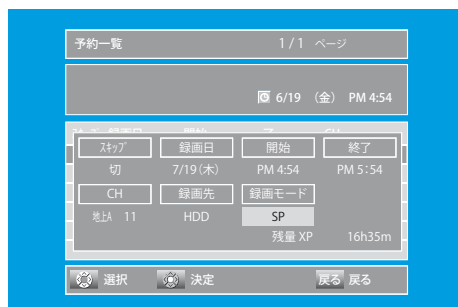 予約一覧 1/1 ページ
6/19 （金） PM 4:54
ｽｷｯﾌﾟ 録画日 開始 終了
切 7/19（木） PM 4:54 PM 5:54
CH 録画先 録画モード
地上A 11 HDD SP
残量 XP 16h35m
選択 決定 戻る 戻る